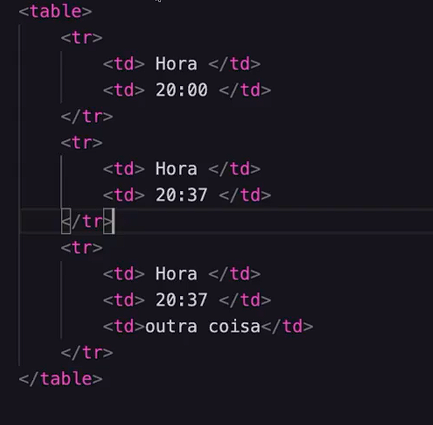 <table>
<tr>
<td> Hora </td>
<td> 20:00 </td>
</tr>
<tr>
<td> Hora </td>
<td> 20:37 </td>
</tr>
<tr>
<td> Hora </td>
<td> 20:37 </td>
<td>outra coisa</td>
</tr>
</table>